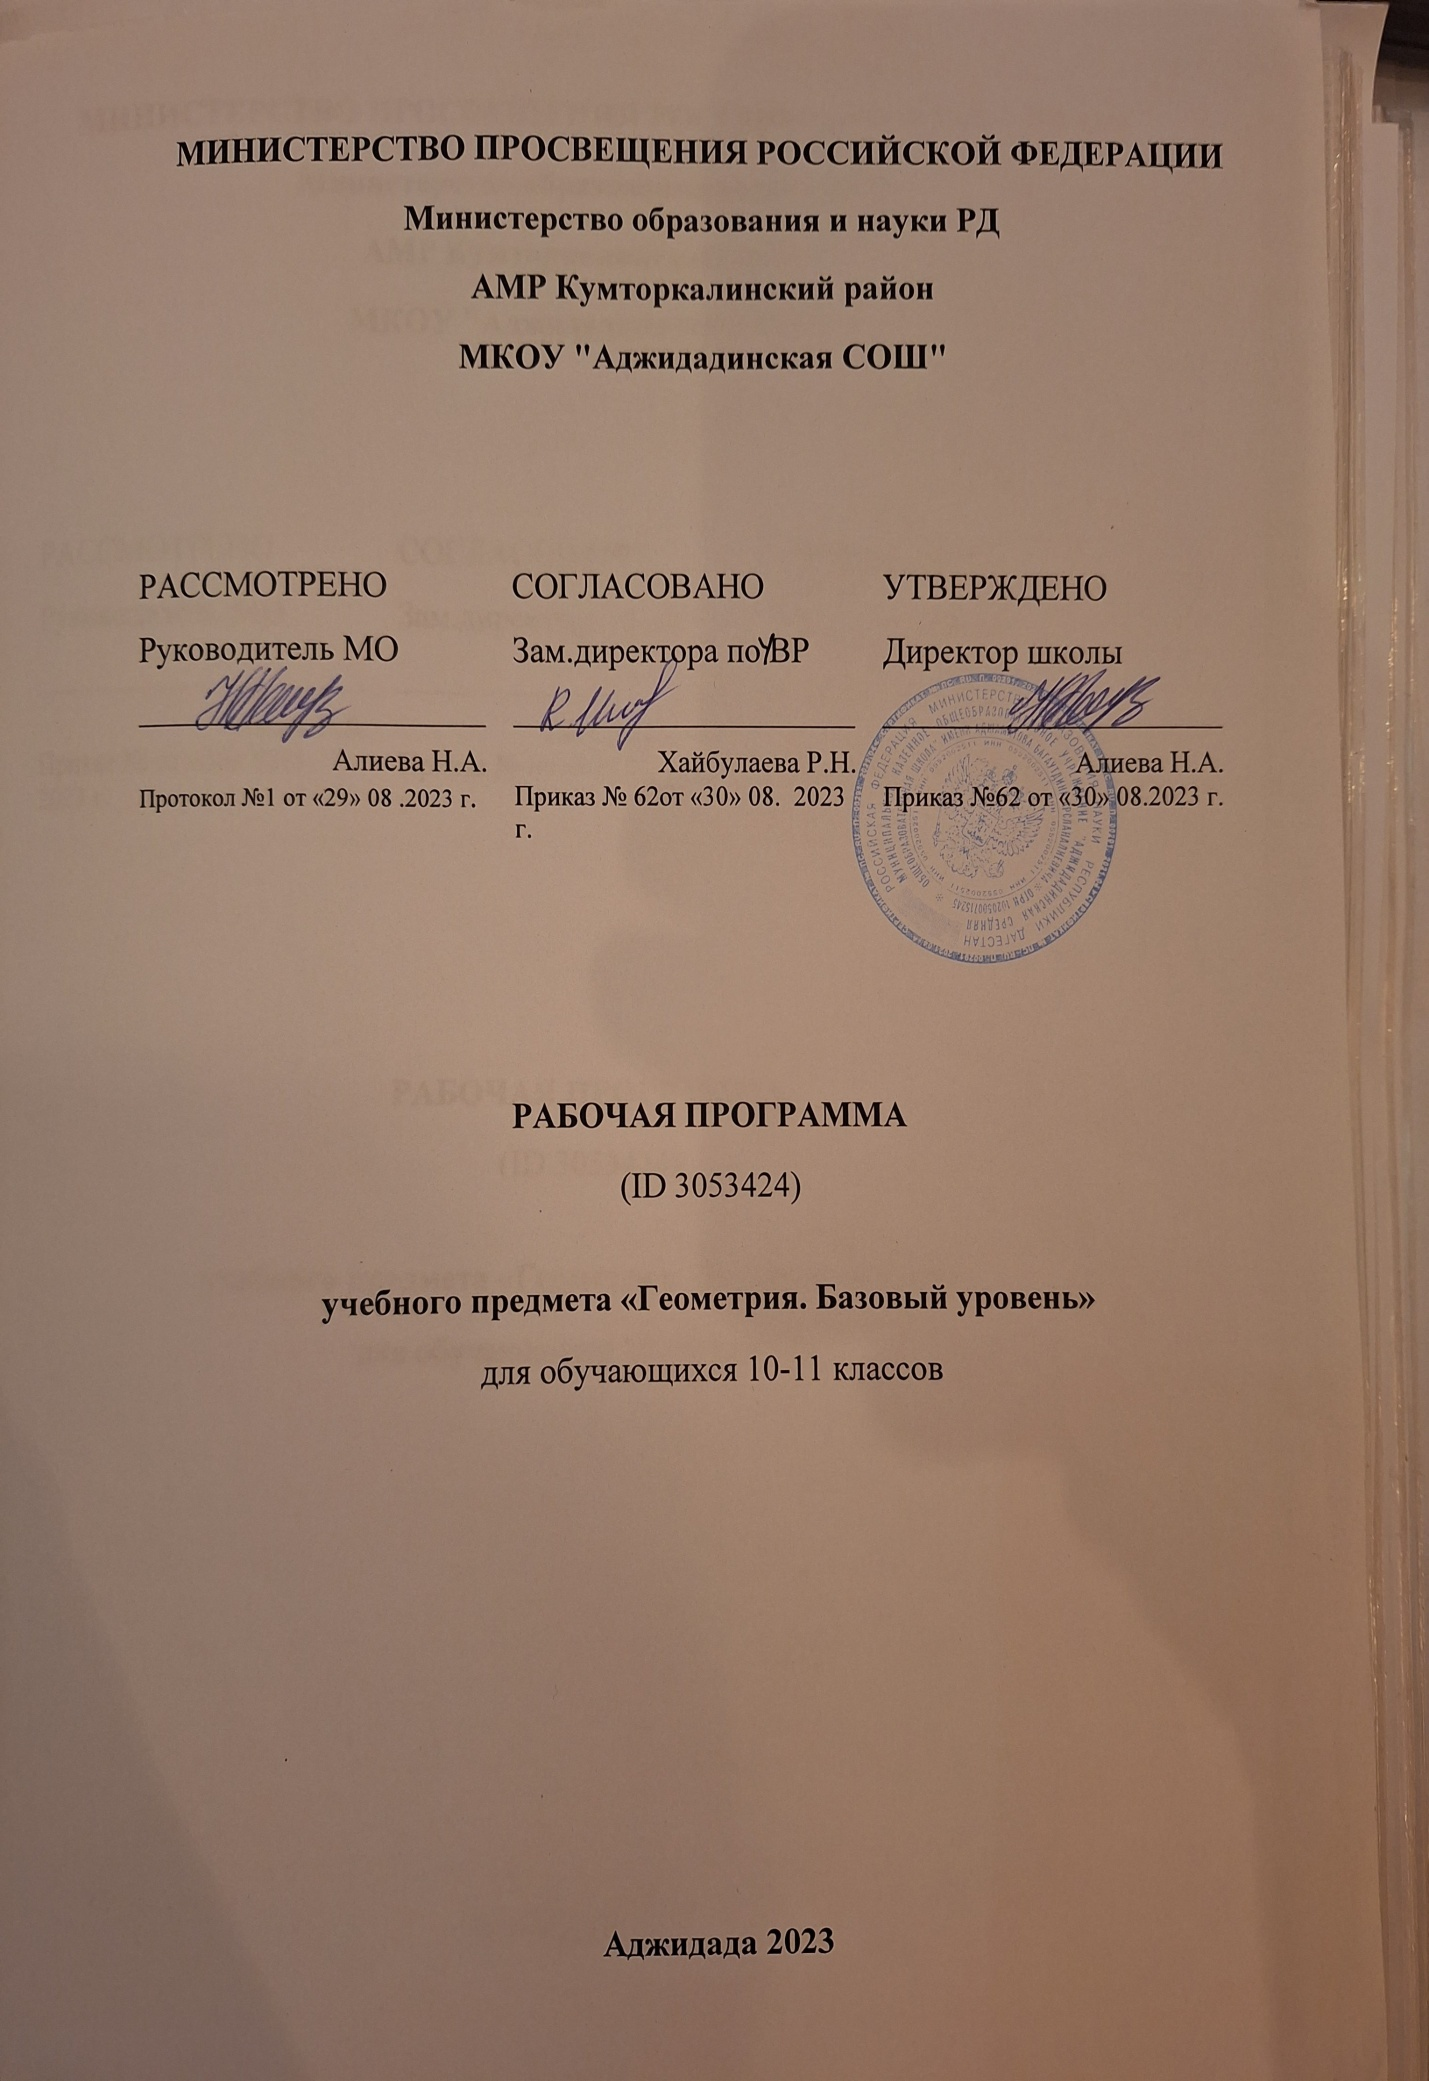 МИНИСТЕРСТВО ПРОСВЕЩЕНИЯ РОССИЙСКОЙ ФЕДЕРАЦИИ
Министерство образования и науки РД
АМР Кумторкалинский район
МКОУ "Аджидадинская СОШ"
РАССМОТРЕНО СОГЛАСОВАНО УТВЕРЖДЕНО
Руководитель МО Зам.директора поУВР Директор школы
Алиева Н.А. Хайбулаева Р.Н. Алиева Н.А.
Протокол №1 от «29» 08 .2023 г. Приказ № 62от «30» 08. 2023 Приказ №62 от «30» 08.2023 г.
г.
РАБОЧАЯ ПРОГРАММА
(ID 3053424)
учебного предмета «Геометрия. Базовый уровень»
для обучающихся 10-11 классов
Аджидада 2023